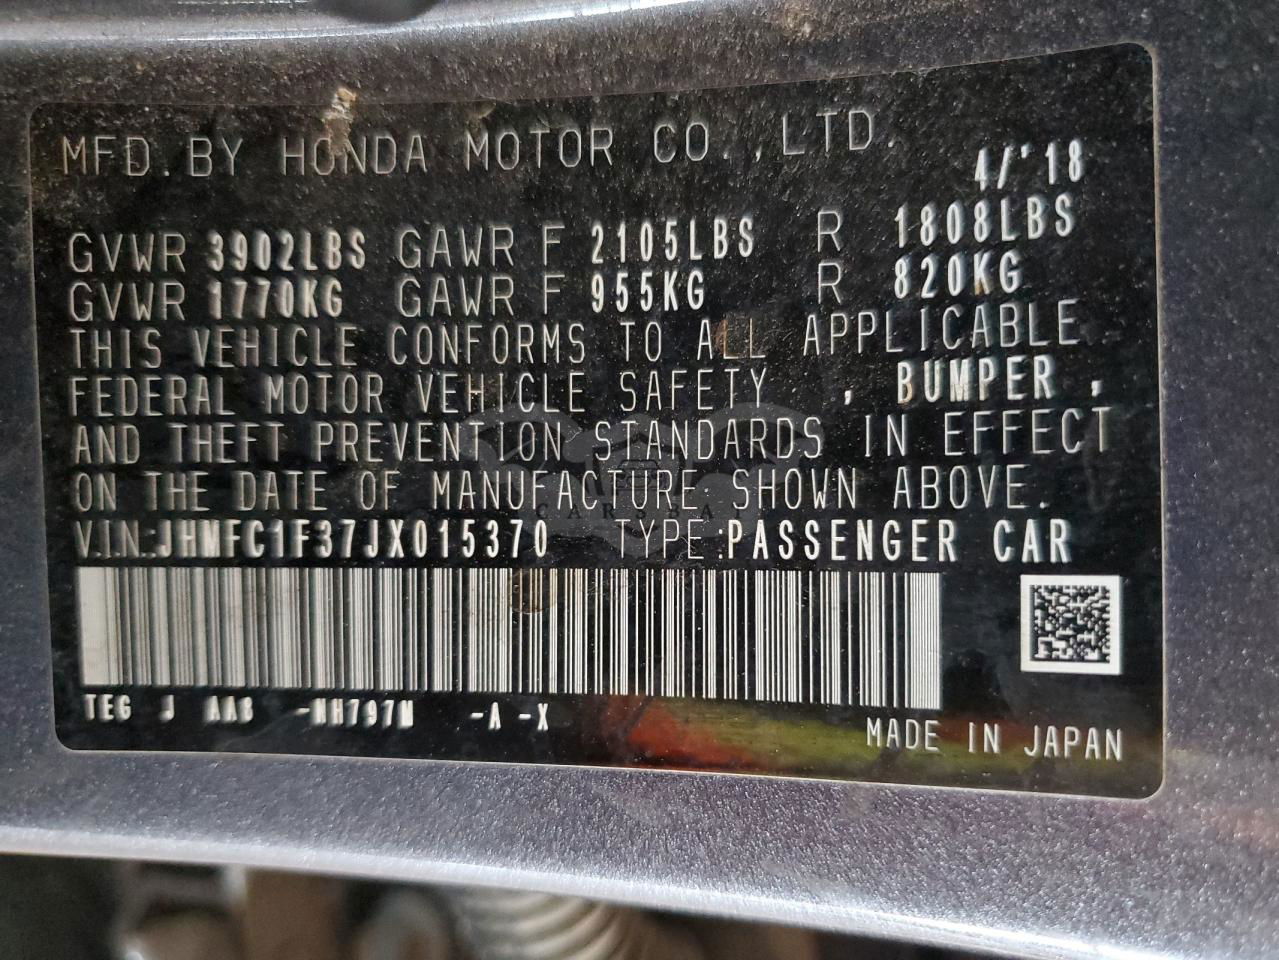 MFD. BY HONDA MOTOR CO.,LTD.
4/'18
GVWR 3902LBS GAWR F 2105LBS R 1808LBS
GVWR 1770KG GAWR F 955KG R 820KG
THIS VEHICLE CONFORMS TO ALL APPLICABLE
FEDERAL MOTOR VEHICLE SAFETY , BUMPER ,
AND THEFT PREVENTION STANDARDS IN EFFECT
ON THE DATE OF MANUFACTURE SHOWN ABOVE.
V.I.N.:JHMFC1F37JX015370 TYPE:PASSENGER CAR
TEG J AA8 -NH797M -A -X
MADE IN JAPAN